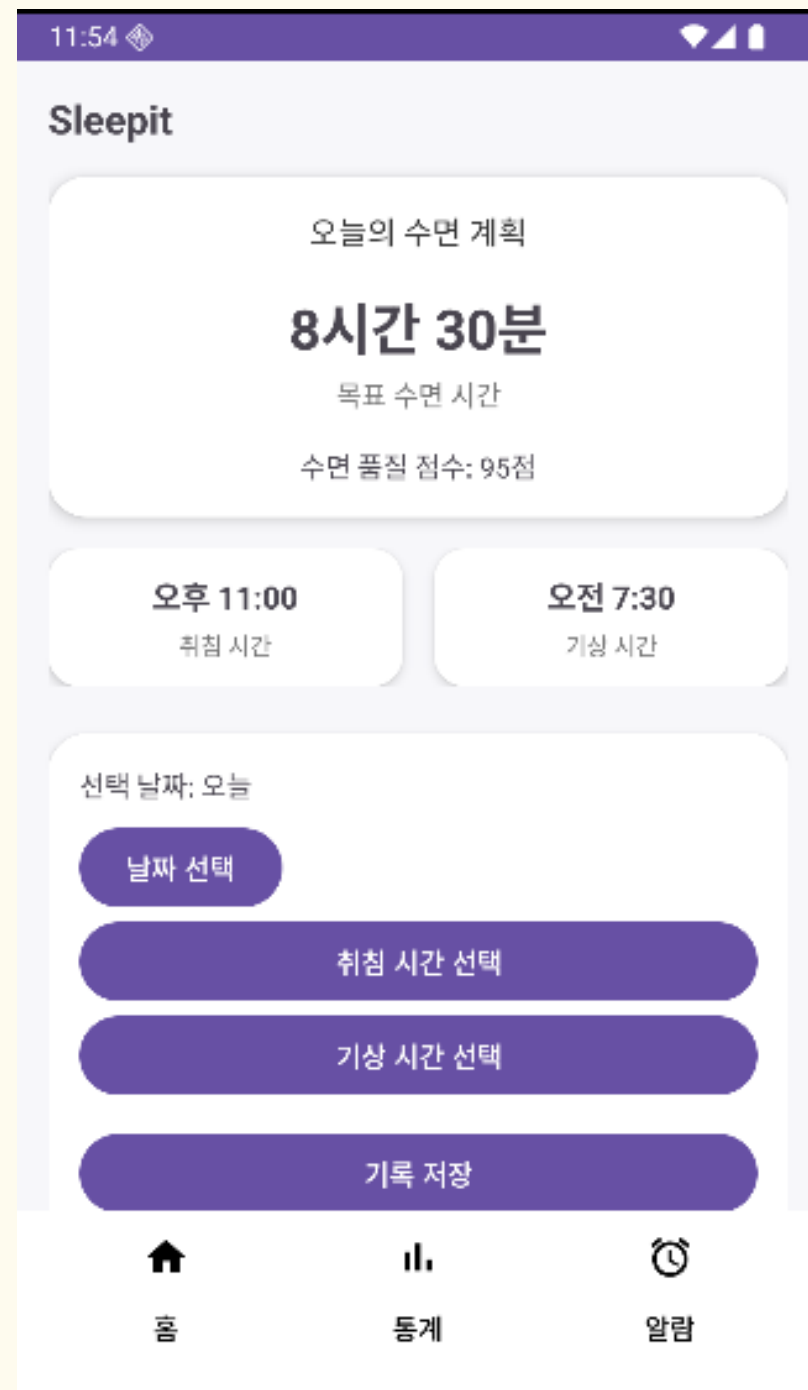 11:54
Sleepit
오늘의 수면 계획
8시간 30분
목표 수면 시간
수면 품질 점수: 95점
오후 11:00
취침 시간
오전 7:30
기상 시간
선택 날짜: 오늘
날짜 선택
취침 시간 선택
기상 시간 선택
기록 저장
홈
통계
알람